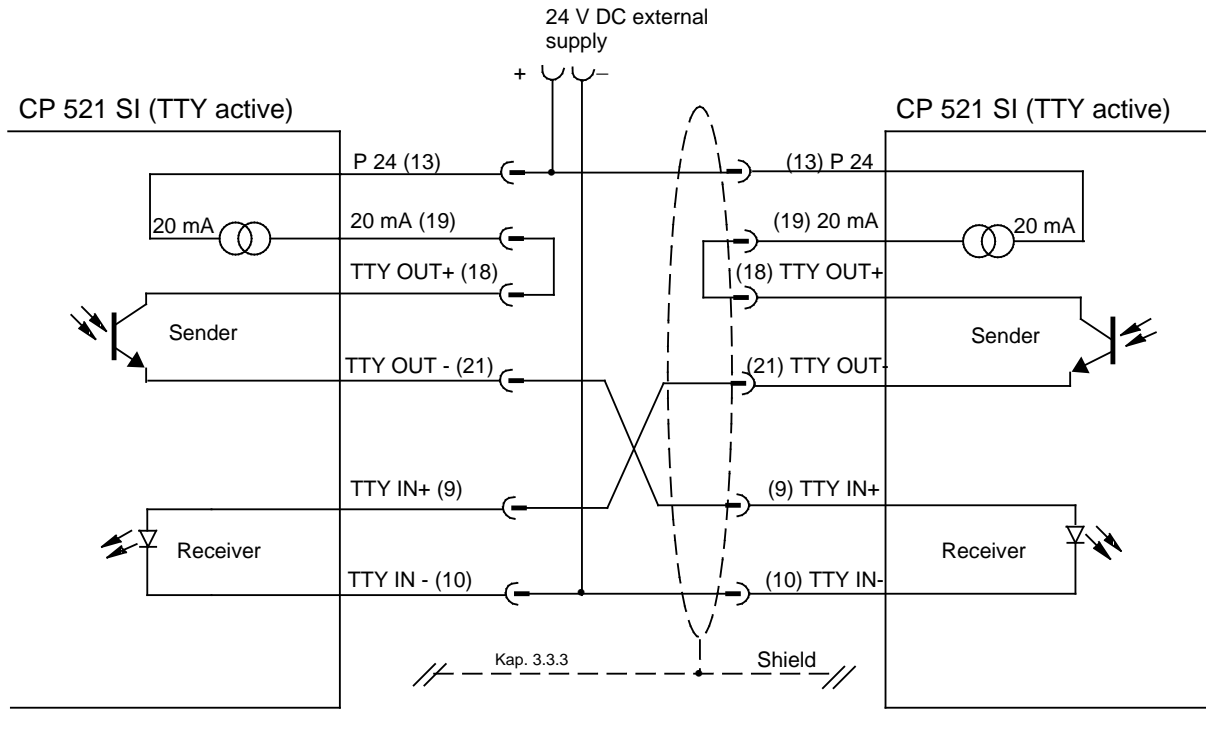 24 V DC external
supply
+ –
CP 521 SI (TTY active)
CP 521 SI (TTY active)
P 24 (13)
(13) P 24
20 mA
20 mA (19)
(19) 20 mA
20 mA
TTY OUT+ (18)
(18) TTY OUT+
Sender
Sender
TTY OUT - (21)
(21) TTY OUT-
TTY IN+ (9)
(9) TTY IN+
Receiver
Receiver
TTY IN - (10)
(10) TTY IN-
Kap. 3.3.3
Shield